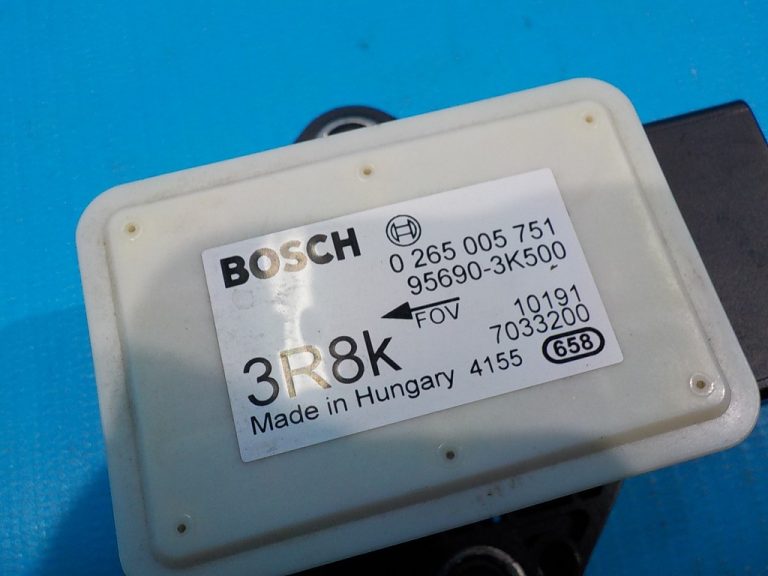 BOSCH
0 265 005 751
95690-3K500
FOV
10191
7033200
3R8k
Made in Hungary 4155 658